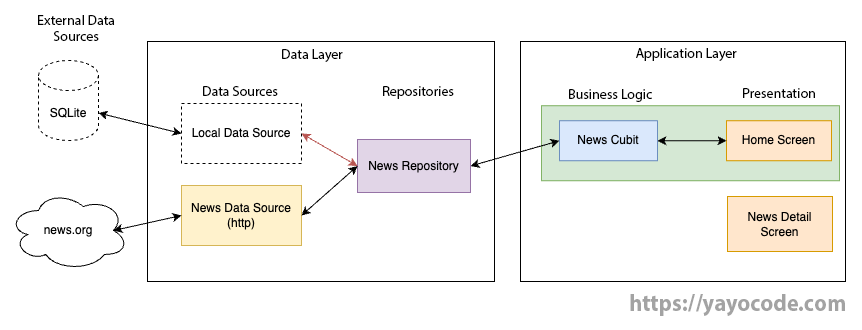 External Data
Sources
SQLite
news.org
Data Layer
Data Sources
Repositories
Local Data Source
News Data Source
(http)
News Repository
Application Layer
Business Logic
Presentation
News Cubit
Home Screen
News Detail
Screen
https://yayocode.com